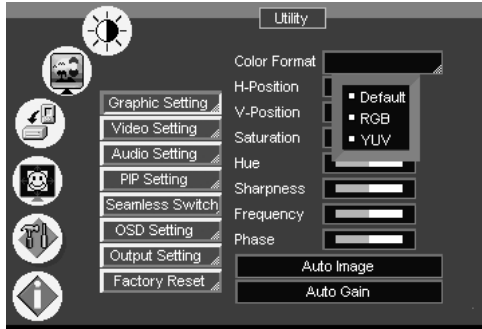 Utility
Graphic Setting
Video Setting
Audio Setting
PIP Setting
Seamless Switch
OSD Setting
Output Setting
Factory Reset
Color Format
H-Position
V-Position
Saturation
Hue
Sharpness
Frequency
Phase
Default
RGB
YUV
Auto Image
Auto Gain